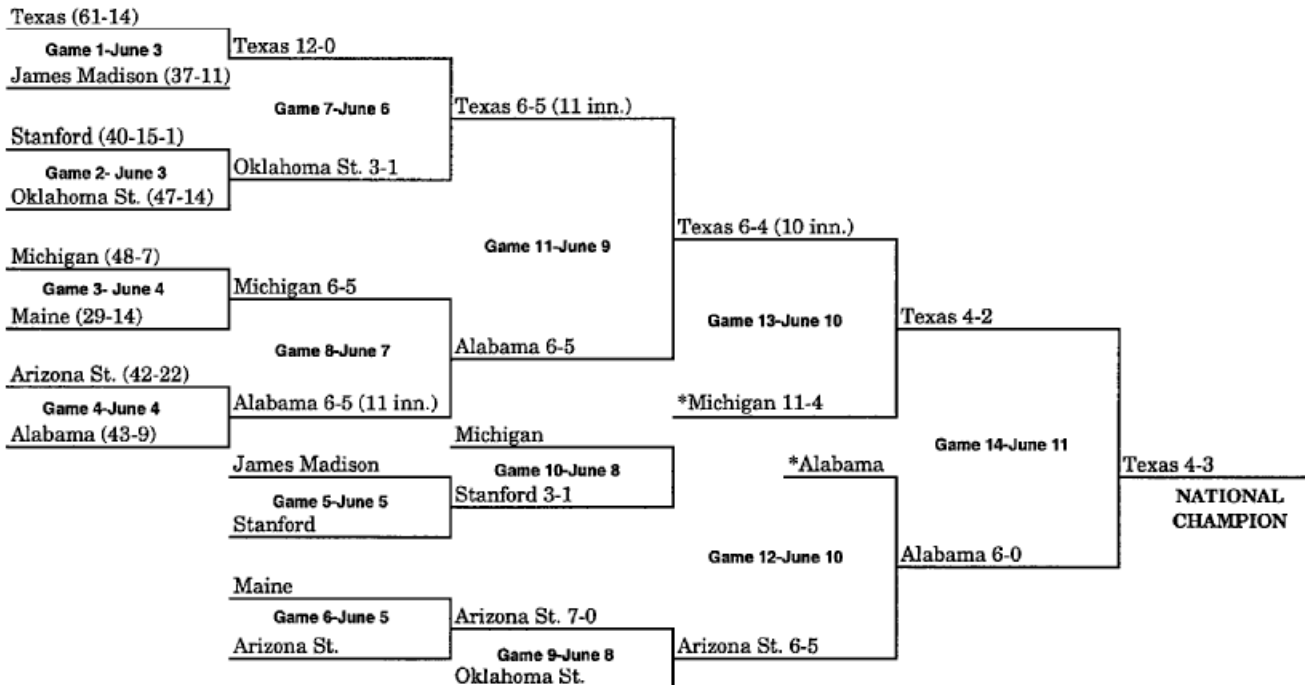 Texas (61-14)
Game 1-June 3
James Madison (37-11)
Texas 12-0
Game 7-June 6
Stanford (40-15-1)
Game 2- June 3
Oklahoma St. (47-14)
Oklahoma St. 3-1
Texas 6-5 (11 inn.)
Game 11-June 9
Michigan (48-7)
Game 3- June 4
Maine (29-14)
Michigan 6-5
Game 8-June 7
Arizona St. (42-22)
Game 4-June 4
Alabama (43-9)
Alabama 6-5 (11 inn.)
Alabama 6-5
Texas 6-4 (10 inn.)
Game 13-June 10
*Michigan 11-4
Texas 4-2
Game 14-June 11
James Madison
Game 5-June 5
Stanford
Michigan
Game 10-June 8
Stanford 3-1
*Alabama
Game 12-June 10
Alabama 6-0
Maine
Game 6-June 5
Arizona St.
Arizona St. 7-0
Game 9-June 8
Oklahoma St.
Arizona St. 6-5
Texas 4-3
NATIONAL
CHAMPION